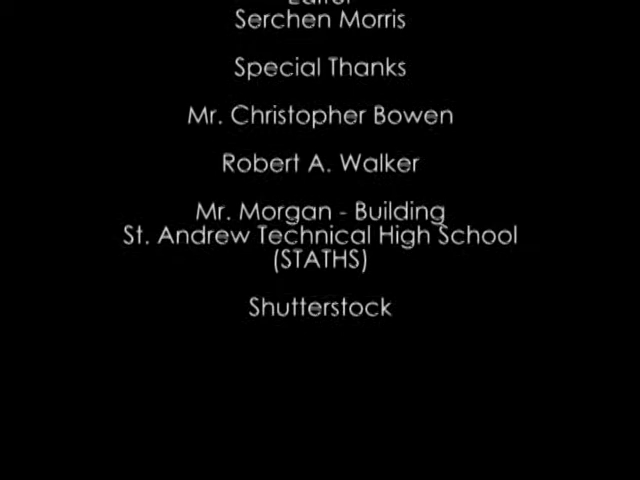 Editor
Serchen Morris
Special Thanks
Mr. Christopher Bowen
Robert A. Walker
Mr. Morgan - Building
St. Andrew Technical High School
(STATHS)
Shutterstock